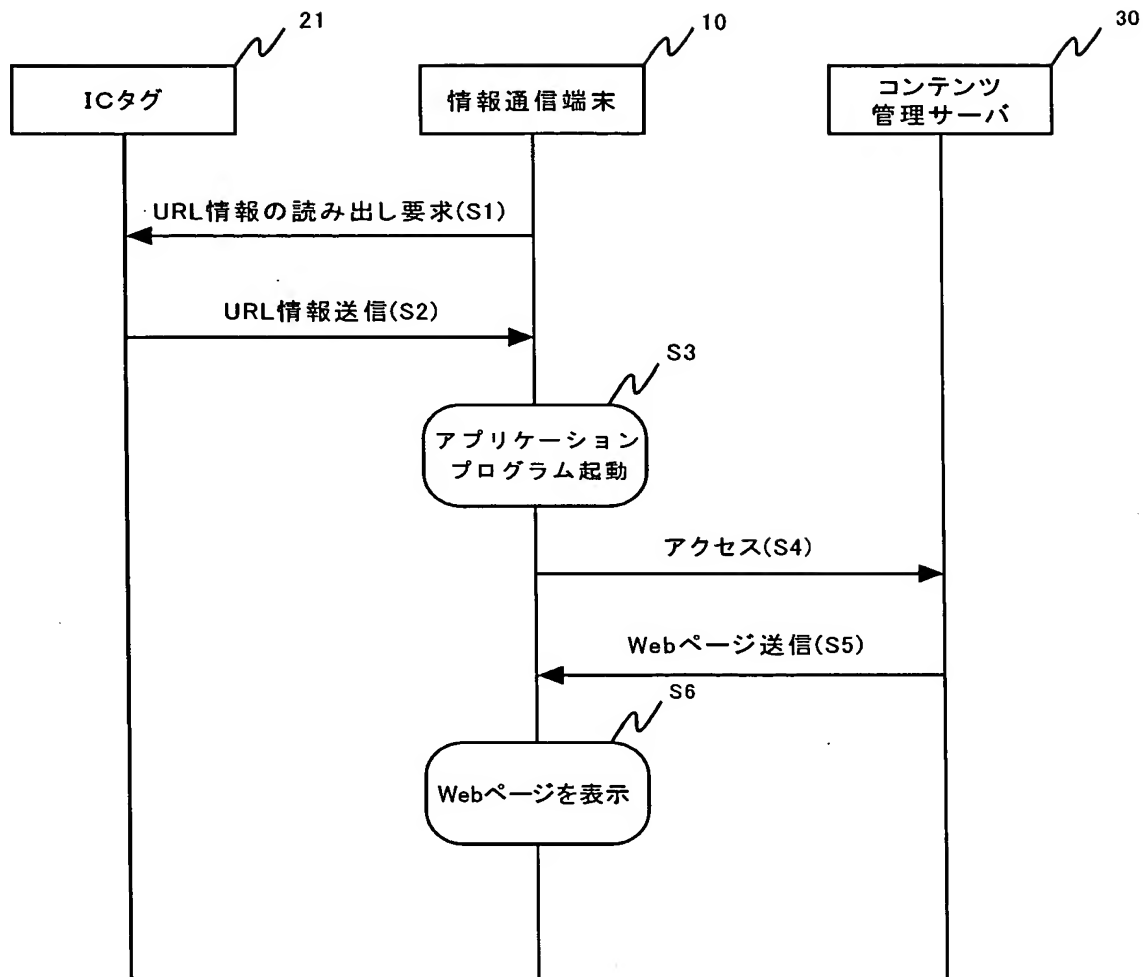 21
10
30
ICタグ
情報通信端末
コンテンツ
管理サーバ
URL情報の読み出し要求(S1)
URL情報送信(S2)
S3
アプリケーション
プログラム起動
アクセス(S4)
Webページ送信(S5)
S6
Webページを表示